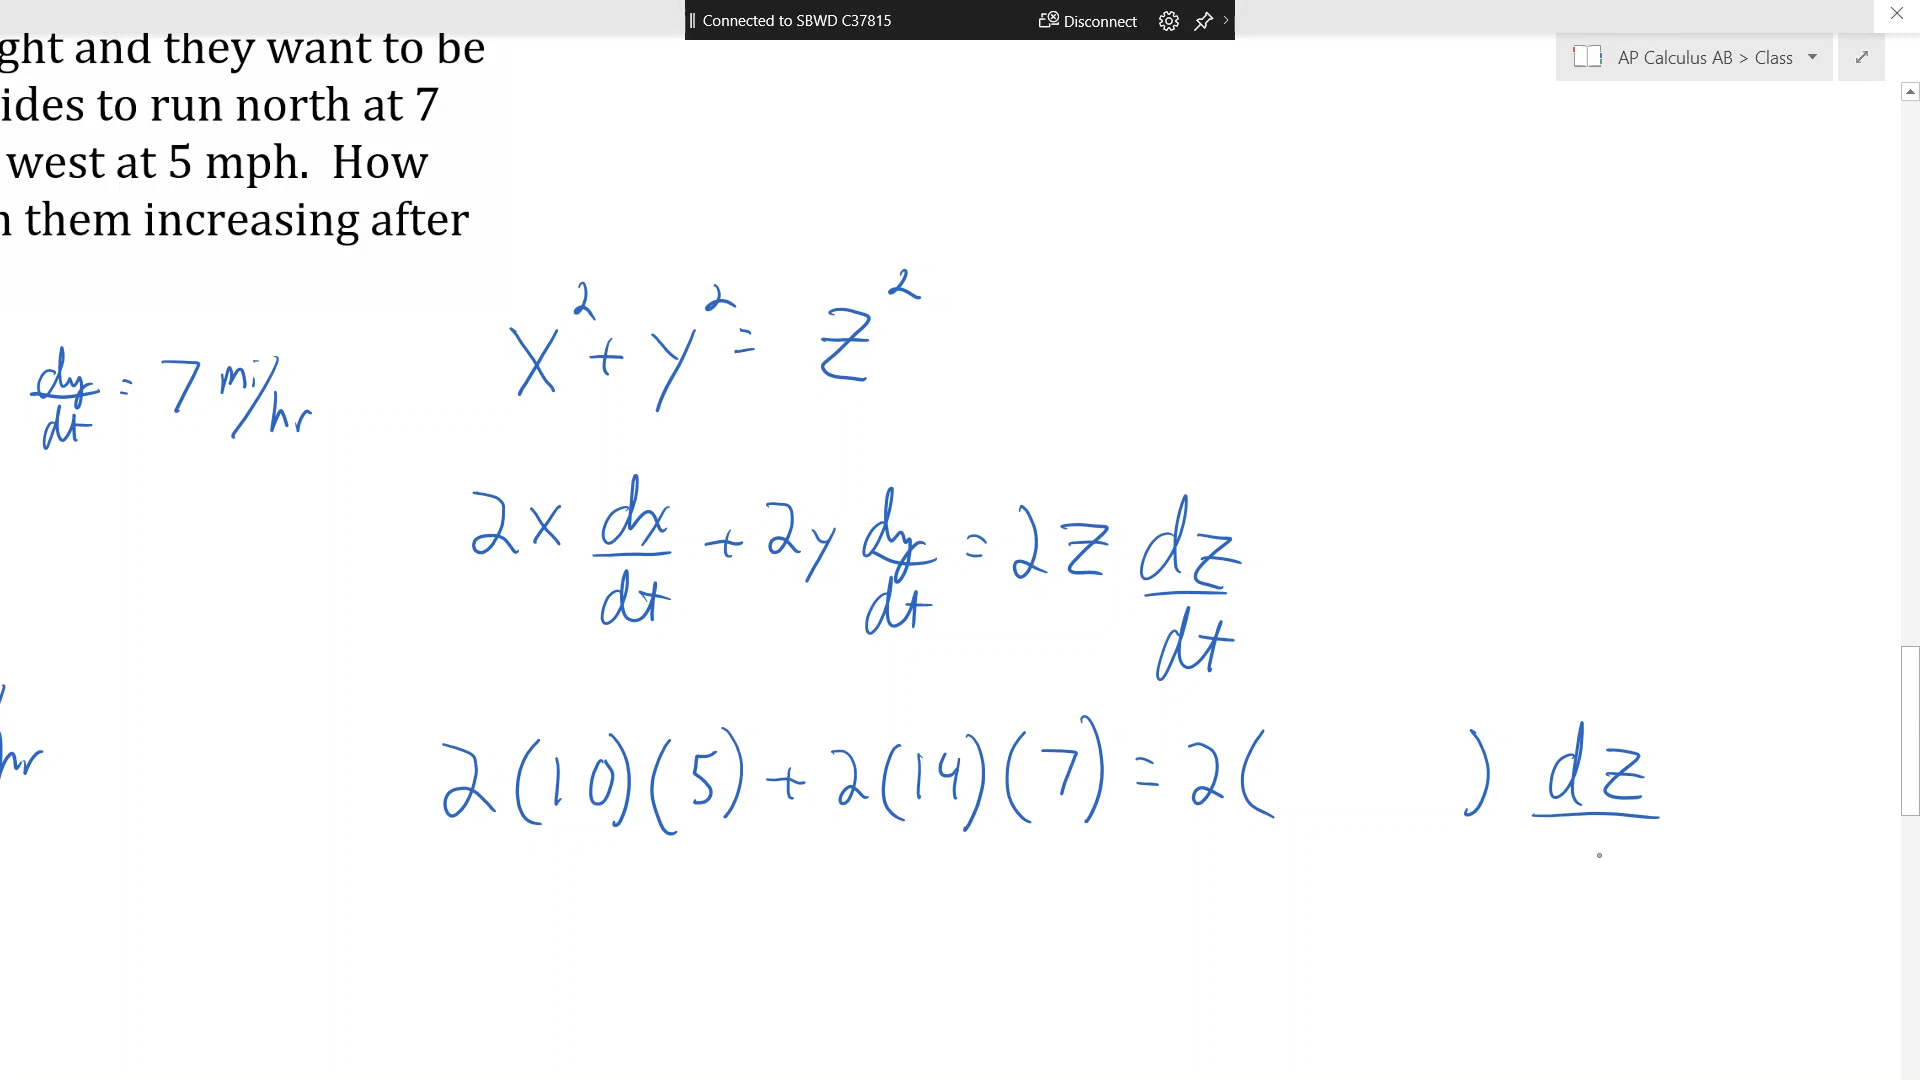 Connected to SBWD C37815 Disconnect
AP Calculus AB > Class
ght and they want to be
ides to run north at 7
west at 5 mph. How
n them increasing after
x² + y² = z²
dy/dt = 7 mi/hr
2x dx/dt + 2y dy/dt = 2z dz/dt
hr
2(10)(5) + 2(14)(7) = 2( ) dz